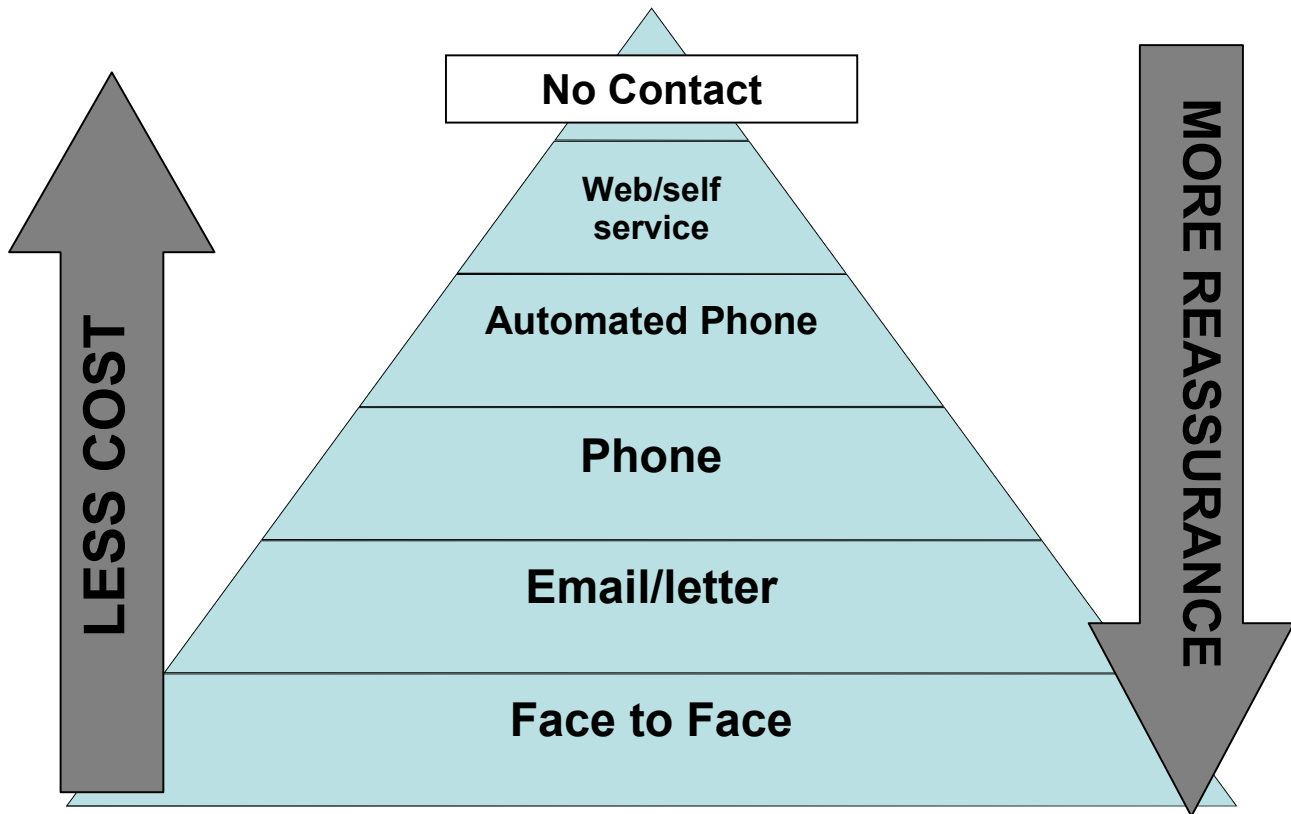 No Contact
Web/self
service
Automated Phone
Phone
Email/letter
Face to Face
LESS COST
MORE REASSURANCE